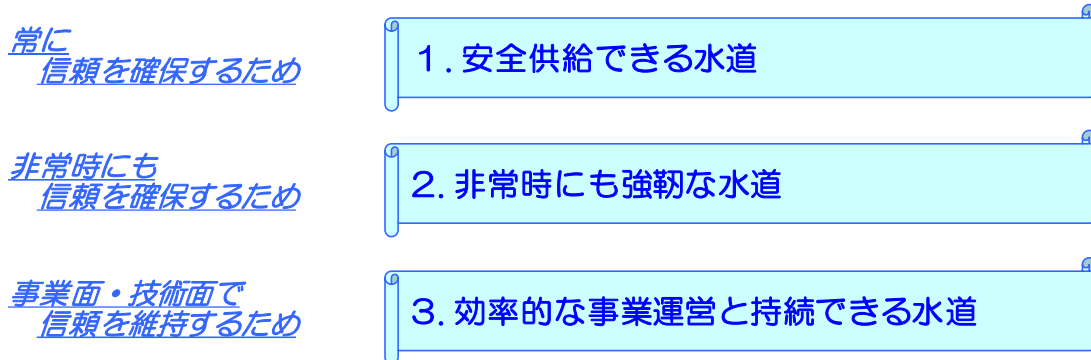 常に
信頼を確保するため
１．安全供給できる水道
非常時にも
信頼を確保するため
２．非常時にも強靭な水道
事業面・技術面で
信頼を維持するため
３．効率的な事業運営と持続できる水道